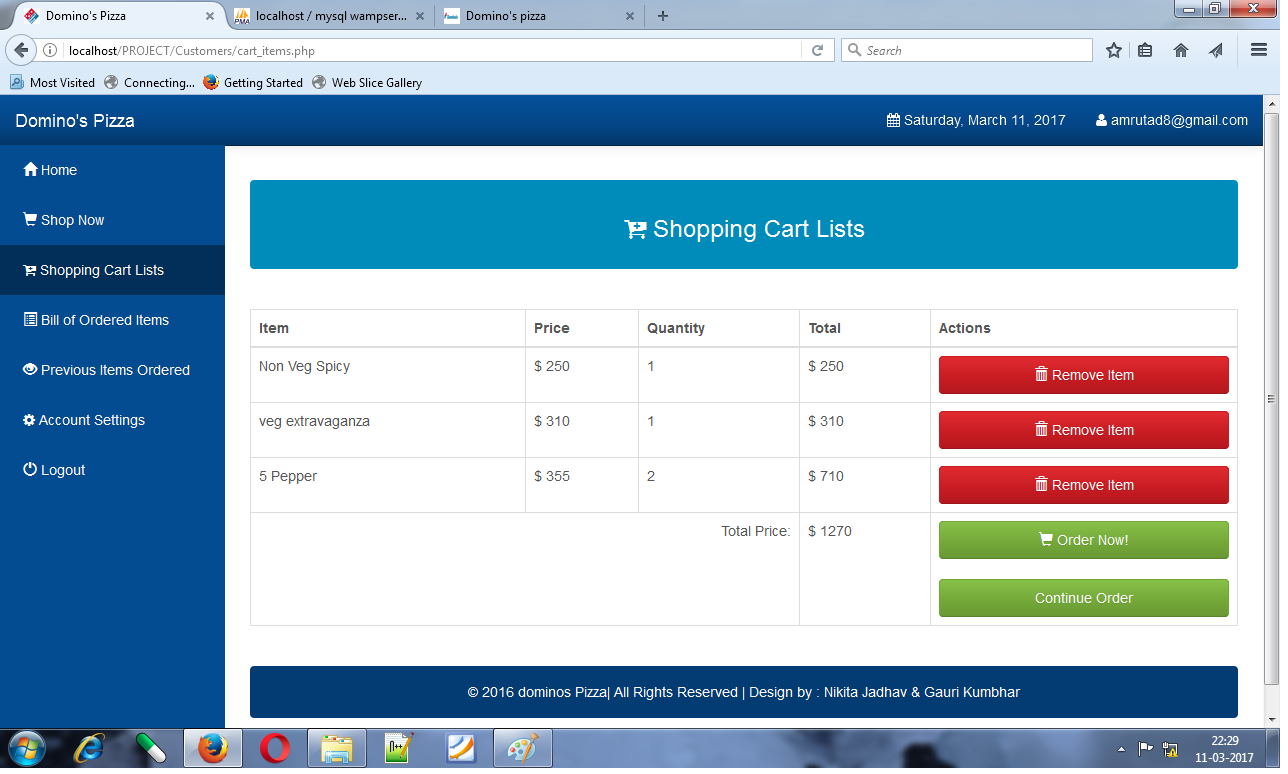 Domino's Pizza
localhost / mysql wampser...
Domino's pizza
localhost/PROJECT/Customers/cart_items.php
Search
Most Visited
Connecting...
Getting Started
Web Slice Gallery
Domino's Pizza
Saturday, March 11, 2017
amrutad8@gmail.com
Home
Shop Now
Shopping Cart Lists
Bill of Ordered Items
Previous Items Ordered
Account Settings
Logout
Shopping Cart Lists
Item Price Quantity Total Actions
Non Veg Spicy $ 250 1 $ 250 Remove Item
veg extravaganza $ 310 1 $ 310 Remove Item
5 Pepper $ 355 2 $ 710 Remove Item
Total Price: $ 1270 Order Now!
Continue Order
© 2016 dominos Pizza| All Rights Reserved | Design by : Nikita Jadhav & Gauri Kumbhar
22:29
11-03-2017